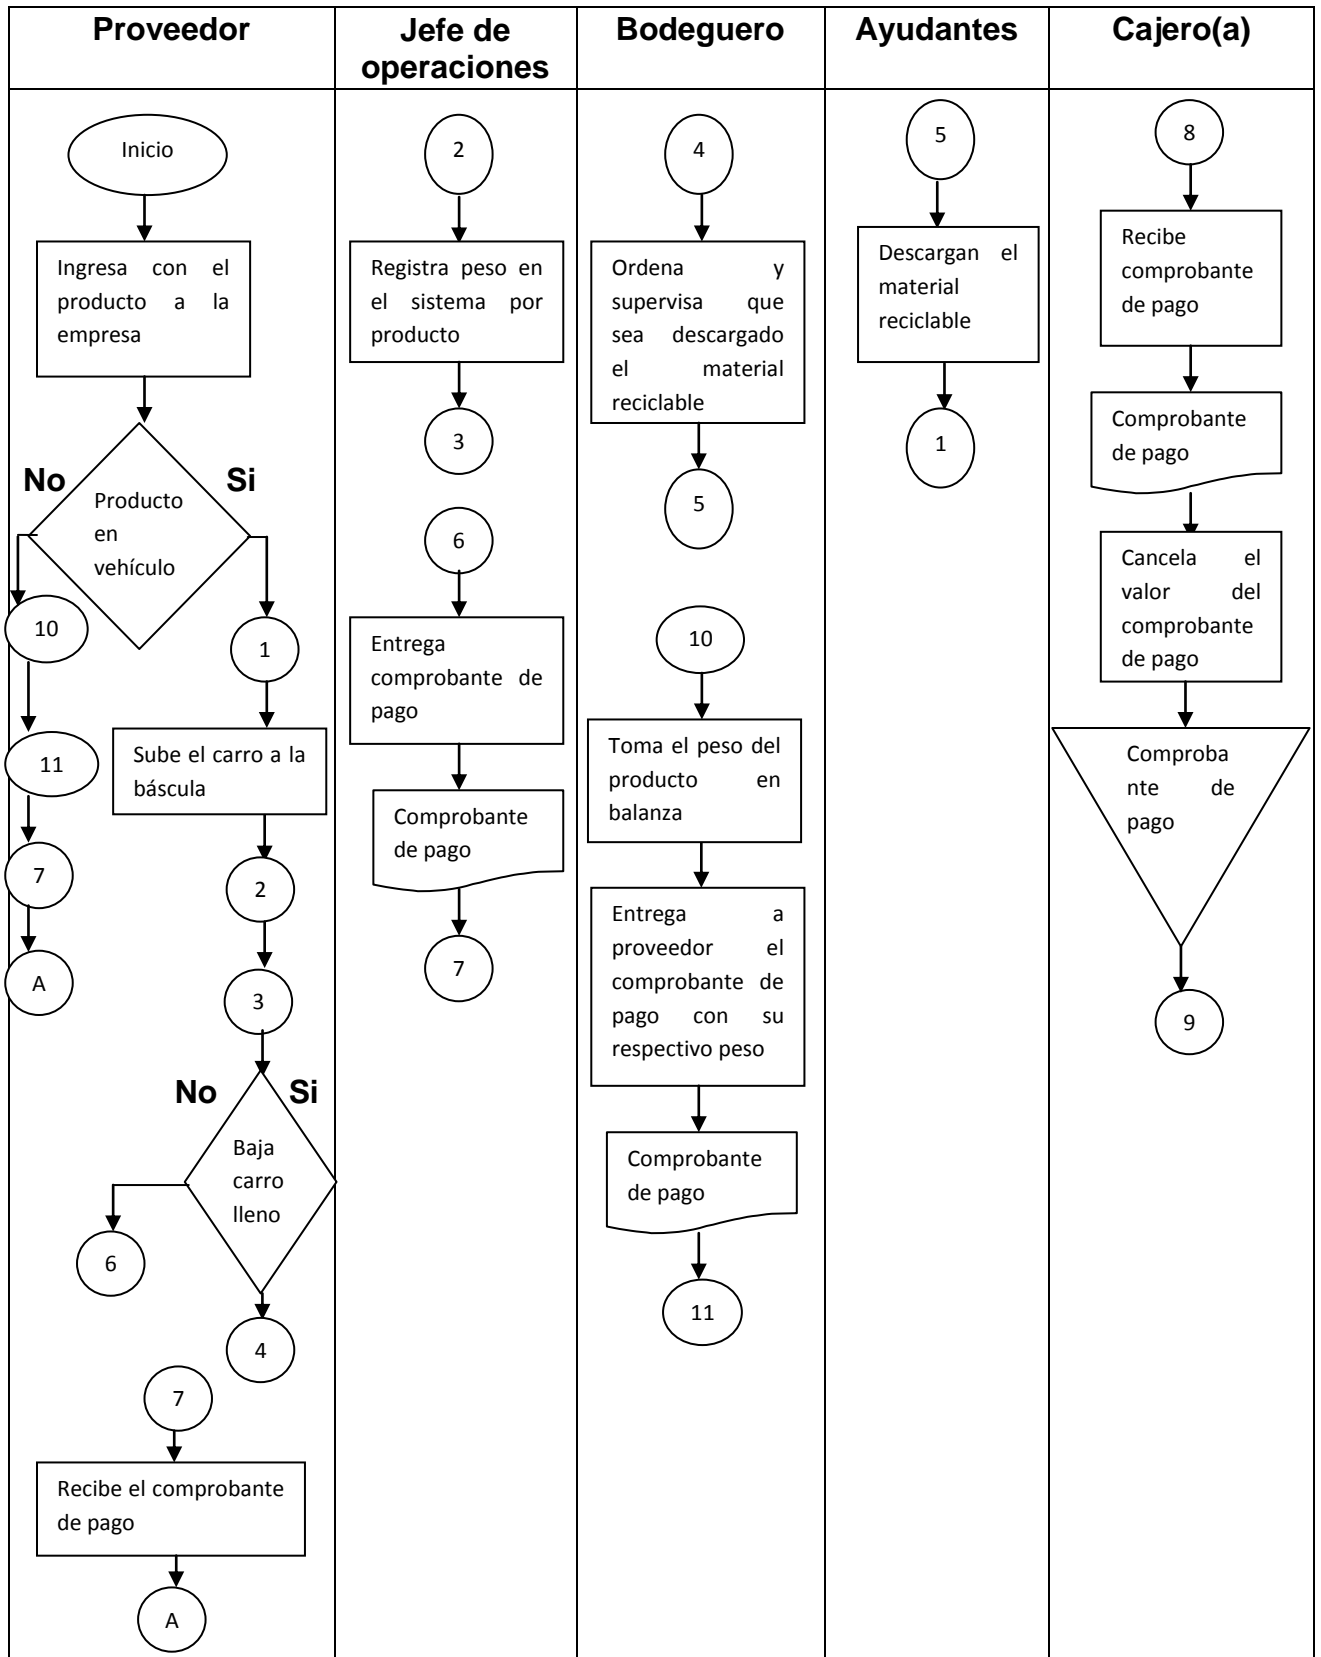 Proveedor
Jefe de
operaciones
Bodeguero
Ayudantes
Cajero(a)
Inicio
Ingresa con el
producto a la
empresa
No
Si
Producto
en
vehículo
10
1
11
Sube el carro a la
báscula
7
2
A
3
No
Si
Baja
carro
lleno
6
4
7
Recibe el comprobante
de pago
A
2
Registra peso en
el sistema por
producto
3
6
Entrega
comprobante de
pago
Comprobante
de pago
7
4
Ordena y
supervisa que
sea descargado
el material
reciclable
5
10
Toma el peso del
producto en
balanza
Entrega a
proveedor el
comprobante de
pago con su
respectivo peso
Comprobante
de pago
11
5
Descargan el
material
reciclable
1
8
Recibe
comprobante
de pago
Comprobante
de pago
Cancela el
valor del
comprobante
de pago
Comproba
nte de
pago
9